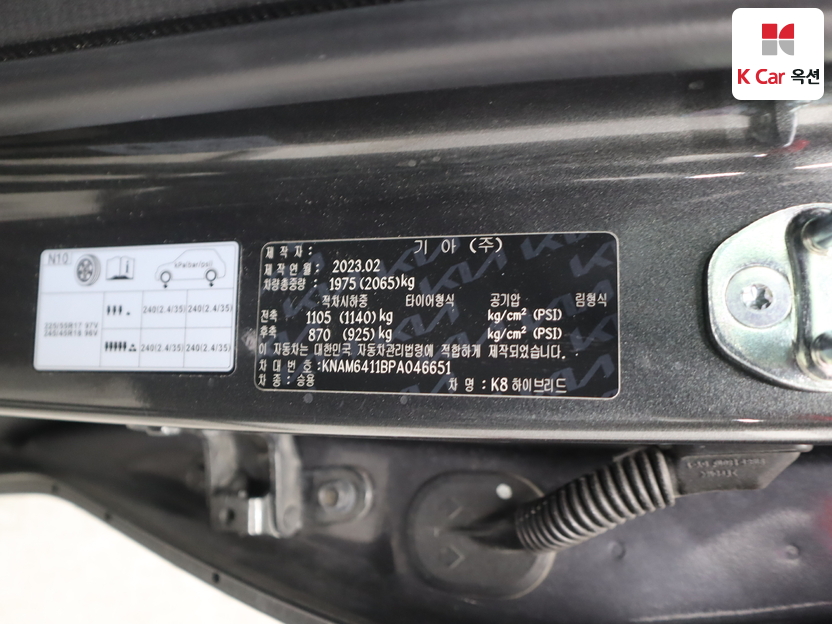 K Car 옥션
N10
kPa(bar/psi)
240(2.4/35) 240(2.4/35)
225/55R17 97V
245/45R18 96V
240(2.4/35) 240(2.4/35)
제 작 자 : 기 아 (주)
제작연월 : 2023.02
차량총중량 : 1975 (2065)kg
적차시하중 타이어형식 공기압 림형식
전축 1105 (1140) kg kg/cm² (PSI)
후축 870 (925) kg kg/cm² (PSI)
이 자동차는 대한민국 자동차관리법령에 적합하게 제작되었습니다.
차 대 번 호 :KNAM6411BPA046651
차 종 : 승용 차 명 : K8 하이브리드